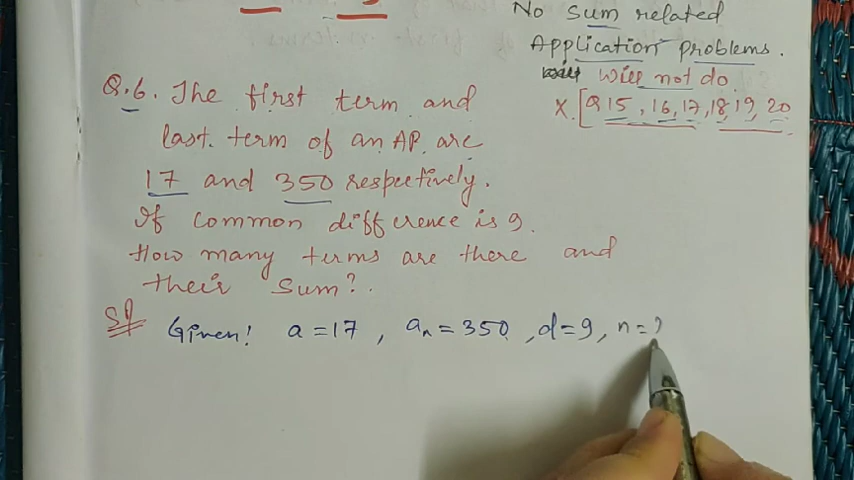 No sum related
Application problems.
will not do.
X. [Q 15, 16, 17, 18, 19, 20
Q.6. The first term and
last term of an AP are
17 and 350 respectively.
If common difference is 9.
How many terms are there and
their sum?
Sol
Given! a = 17, aₙ = 350, d = 9, n = ?